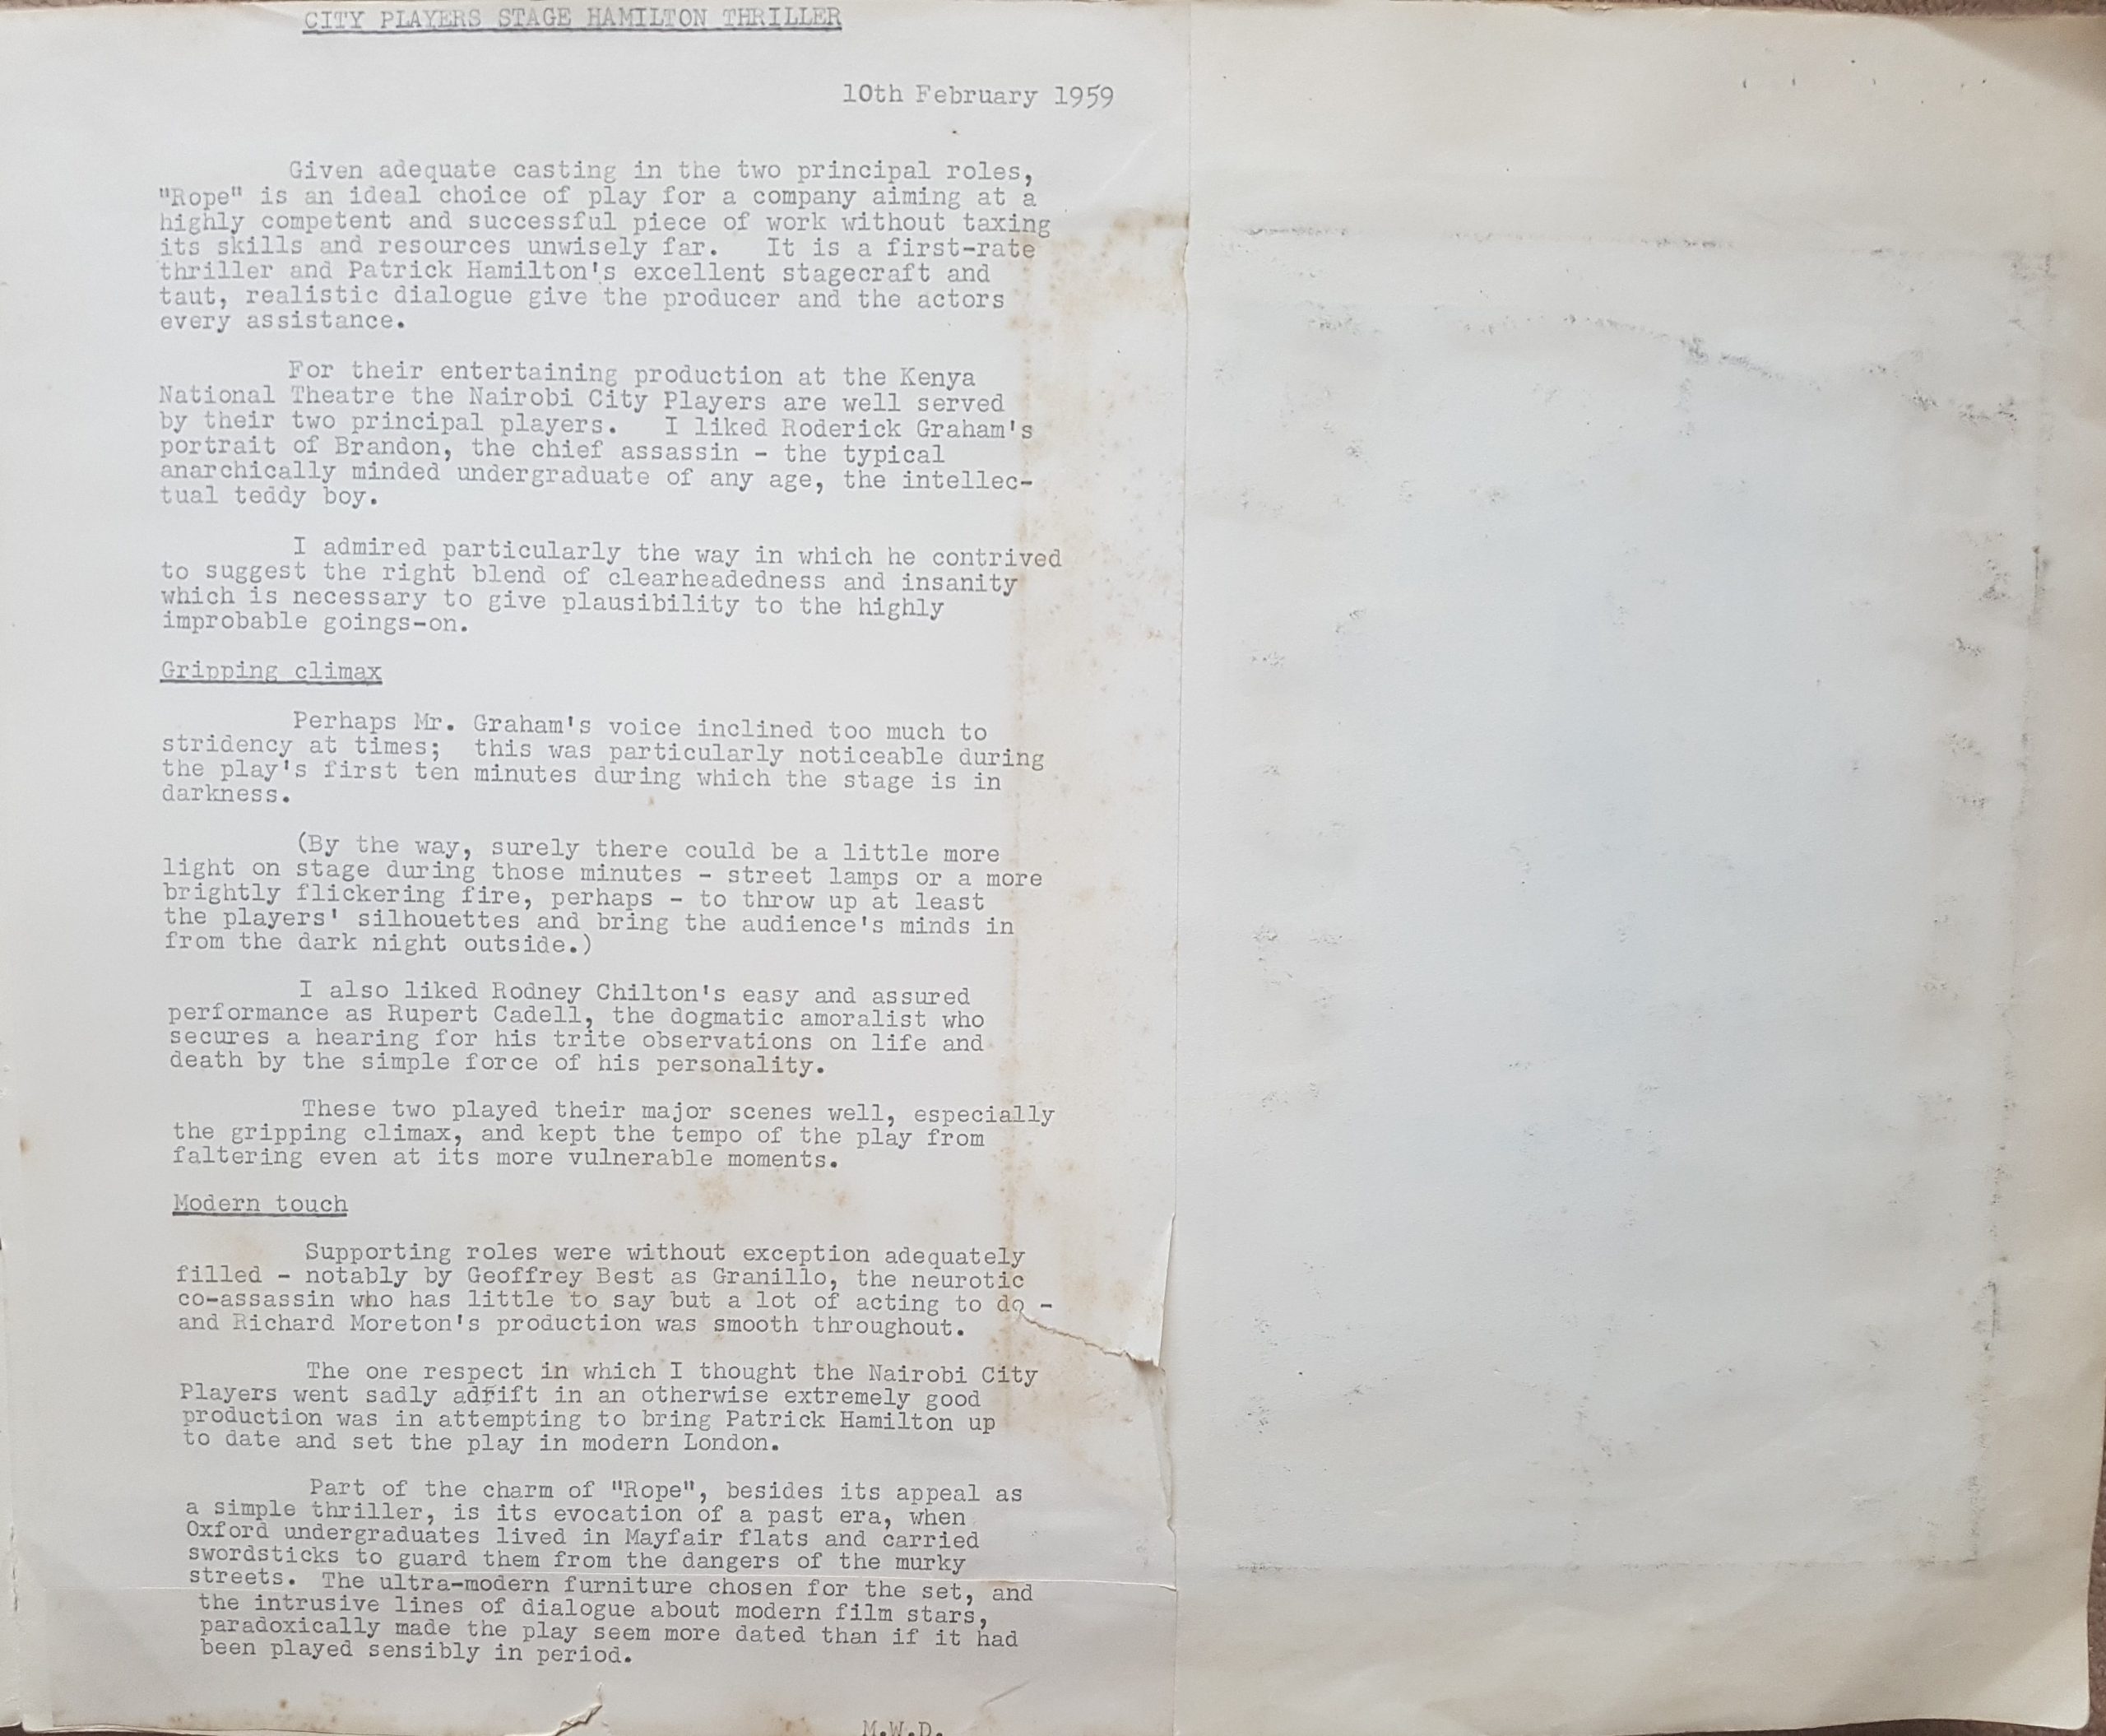 CITY PLAYERS STAGE HAMILTON THRILLER
10th February 1959
Given adequate casting in the two principal roles,
"Rope" is an ideal choice of play for a company aiming at a
highly competent and successful piece of work without taxing
its skills and resources unwisely far. It is a first-rate
thriller and Patrick Hamilton's excellent stagecraft and
taut, realistic dialogue give the producer and the actors
every assistance.
For their entertaining production at the Kenya
National Theatre the Nairobi City Players are well served
by their two principal players. I liked Roderick Graham's
portrait of Brandon, the chief assassin - the typical
anarchically minded undergraduate of any age, the intellec-
tual teddy boy.
I admired particularly the way in which he contrived
to suggest the right blend of clearheadedness and insanity
which is necessary to give plausibility to the highly
improbable goings-on.
Gripping climax
Perhaps Mr. Graham's voice inclined too much to
stridency at times; this was particularly noticeable during
the play's first ten minutes during which the stage is in
darkness.
(By the way, surely there could be a little more
light on stage during those minutes - street lamps or a more
brightly flickering fire, perhaps - to throw up at least
the players' silhouettes and bring the audience's minds in
from the dark night outside.)
I also liked Rodney Chilton's easy and assured
performance as Rupert Cadell, the dogmatic amoralist who
secures a hearing for his trite observations on life and
death by the simple force of his personality.
These two played their major scenes well, especially
the gripping climax, and kept the tempo of the play from
faltering even at its more vulnerable moments.
Modern touch
Supporting roles were without exception adequately
filled - notably by Geoffrey Best as Granillo, the neurotic
co-assassin who has little to say but a lot of acting to do -
and Richard Moreton's production was smooth throughout.
The one respect in which I thought the Nairobi City
Players went sadly adrift in an otherwise extremely good
production was in attempting to bring Patrick Hamilton up
to date and set the play in modern London.
Part of the charm of "Rope", besides its appeal as
a simple thriller, is its evocation of a past era, when
Oxford undergraduates lived in Mayfair flats and carried
swordsticks to guard them from the dangers of the murky
streets. The ultra-modern furniture chosen for the set, and
the intrusive lines of dialogue about modern film stars,
paradoxically made the play seem more dated than if it had
been played sensibly in period.
M.W.D.